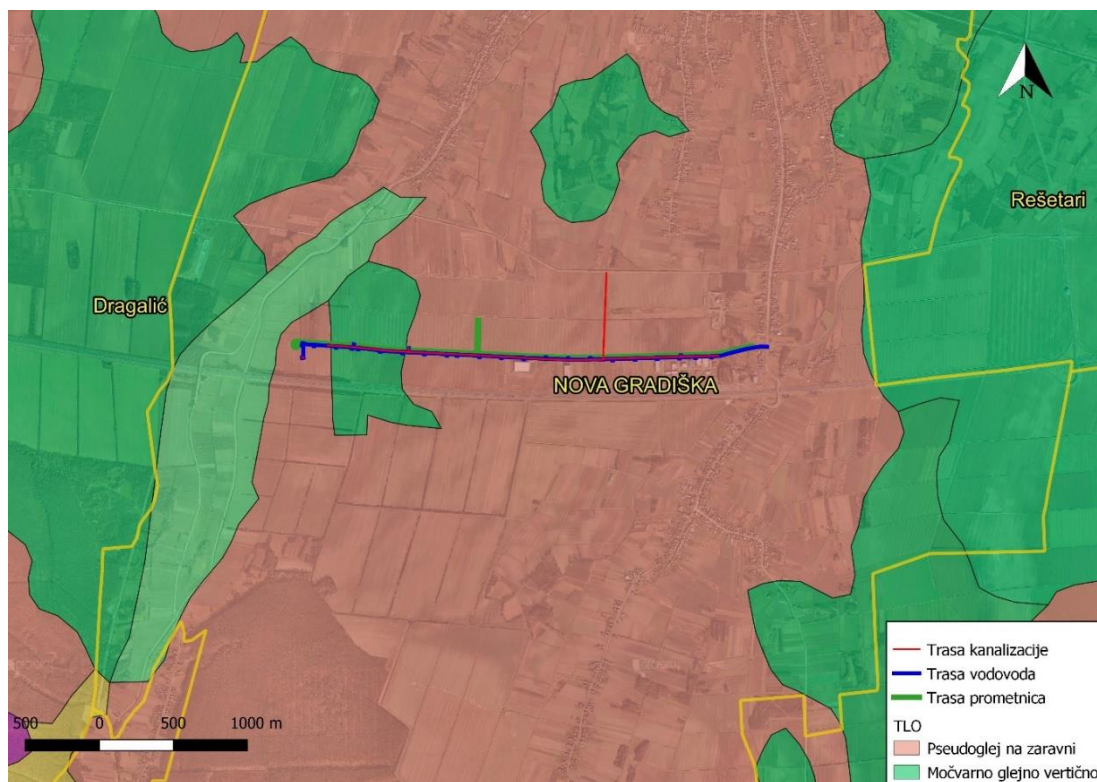 N
Rešetari
Dragalić
NOVA GRADIŠKA
Trasa kanalizacije
Trasa vodovoda
Trasa prometnica
TLO
Pseudoglej na zaravni
Močvarno glejno vertično
500 0 500 1000 m